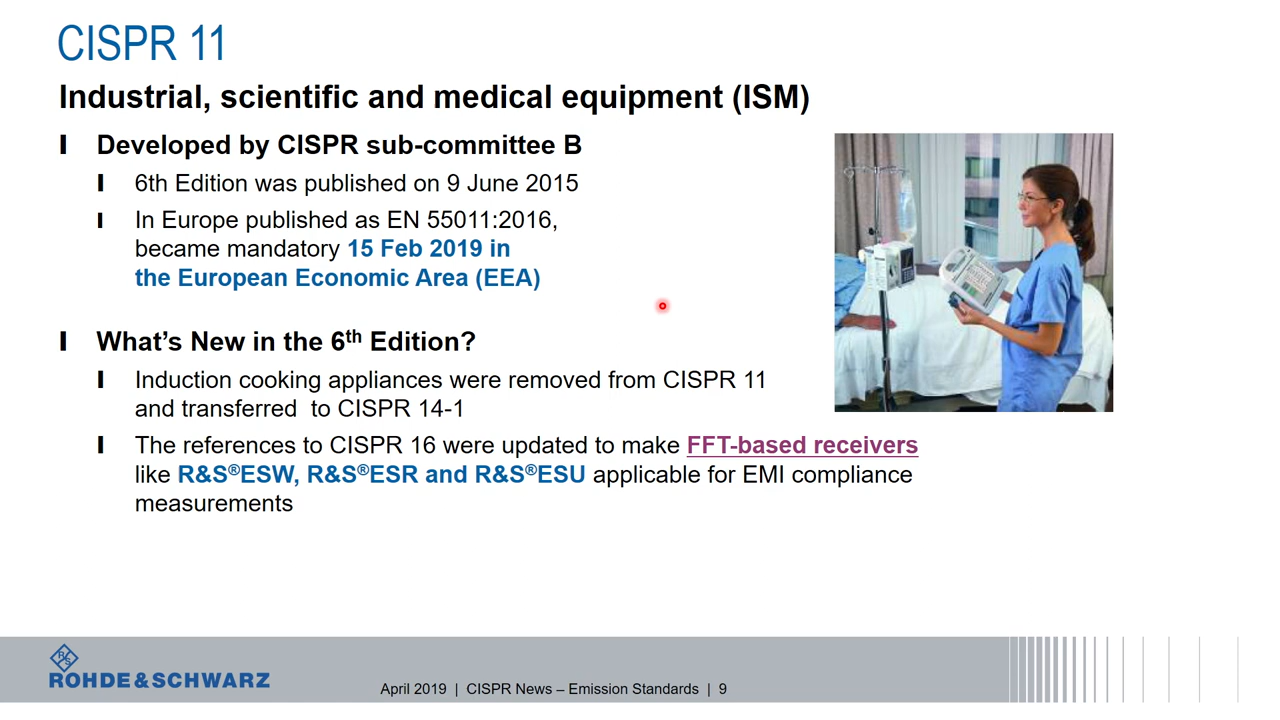 CISPR 11
Industrial, scientific and medical equipment (ISM)
Developed by CISPR sub-committee B
6th Edition was published on 9 June 2015
In Europe published as EN 55011:2016,
became mandatory 15 Feb 2019 in
the European Economic Area (EEA)
What’s New in the 6th Edition?
Induction cooking appliances were removed from CISPR 11
and transferred  to CISPR 14-1
The references to CISPR 16 were updated to make FFT-based receivers
like R&S®ESW, R&S®ESR and R&S®ESU applicable for EMI compliance
measurements
R&S
ROHDE&SCHWARZ
April 2019 | CISPR News – Emission Standards | 9